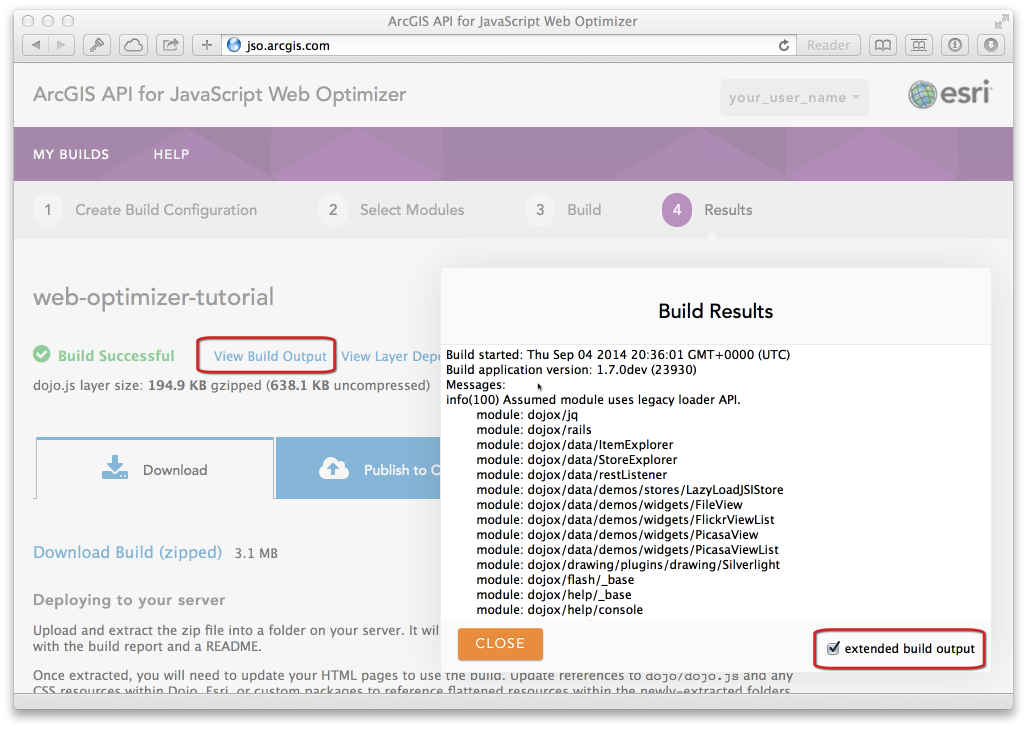 ArcGIS API for JavaScript Web Optimizer
jso.arcgis.com
Reader
ArcGIS API for JavaScript Web Optimizer
your_user_name
esri
MY BUILDS HELP
1 Create Build Configuration 2 Select Modules 3 Build 4 Results
web-optimizer-tutorial
Build Successful View Build Output View Layer Depe
dojo.js layer size: 194.9 KB gzipped (638.1 KB uncompressed)
Download Publish to C
Download Build (zipped) 3.1 MB
Deploying to your server
Upload and extract the zip file into a folder on your server. It wil
with the build report and a README.
Once extracted, you will need to update your HTML pages to use the build. Update references to dojo/dojo.js and any
CSS resources within Dojo, Esri, or custom packages to reference flattened resources within the newly-extracted folders
Build Results
Build started: Thu Sep 04 2014 20:36:01 GMT+0000 (UTC)
Build application version: 1.7.0dev (23930)
Messages:
info(100) Assumed module uses legacy loader API.
module: dojox/jq
module: dojox/rails
module: dojox/data/ItemExplorer
module: dojox/data/StoreExplorer
module: dojox/data/restListener
module: dojox/data/demos/stores/LazyLoadJSIStore
module: dojox/data/demos/widgets/FileView
module: dojox/data/demos/widgets/FlickrViewList
module: dojox/data/demos/widgets/PicasaView
module: dojox/data/demos/widgets/PicasaViewList
module: dojox/drawing/plugins/drawing/Silverlight
module: dojox/flash/_base
module: dojox/help/_base
module: dojox/help/console
CLOSE
extended build output